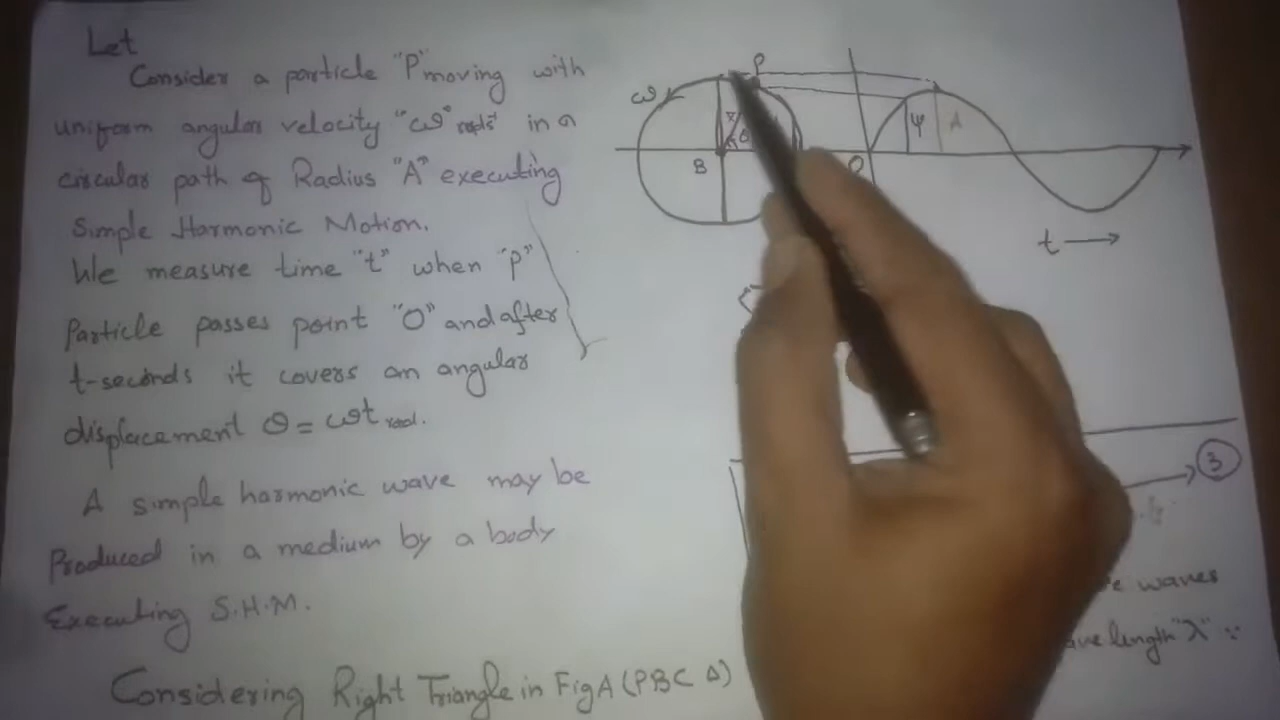 Let
Consider a particle "P" moving with
uniform angular velocity "ω" rads⁻¹ in a
circular path of Radius "A" executing
Simple Harmonic Motion.
We measure time "t" when "P"
Particle passes point "O" and after
t-seconds it covers an angular
displacement θ = ωt rad.
A simple harmonic wave may be
Produced in a medium by a body
Executing S.H.M.
Considering Right Triangle in Fig A (PBC Δ)
P
ω
θ
B
O
ψ
A
t →
3
waves
wave length "λ" ∵